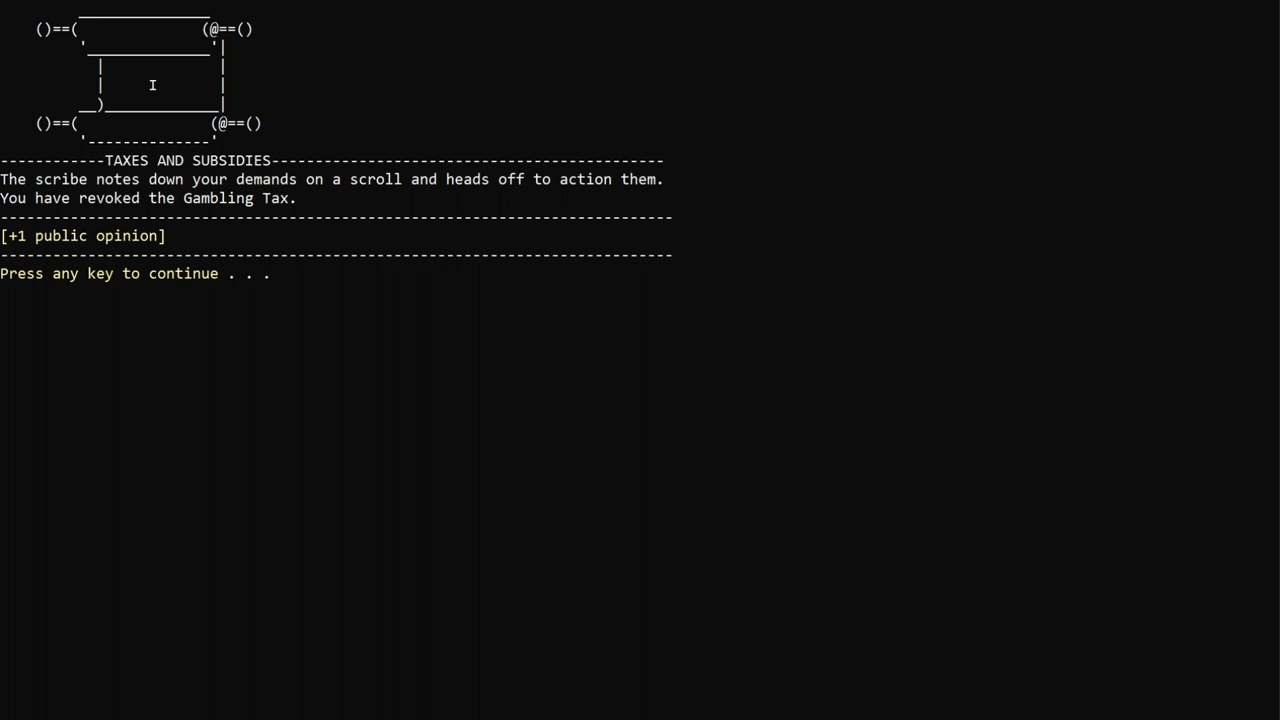 ------------TAXES AND SUBSIDIES---------------------------------------------
The scribe notes down your demands on a scroll and heads off to action them.
You have revoked the Gambling Tax.
-----------------------------------------------------------------------------
[+1 public opinion]
-----------------------------------------------------------------------------
Press any key to continue . . .